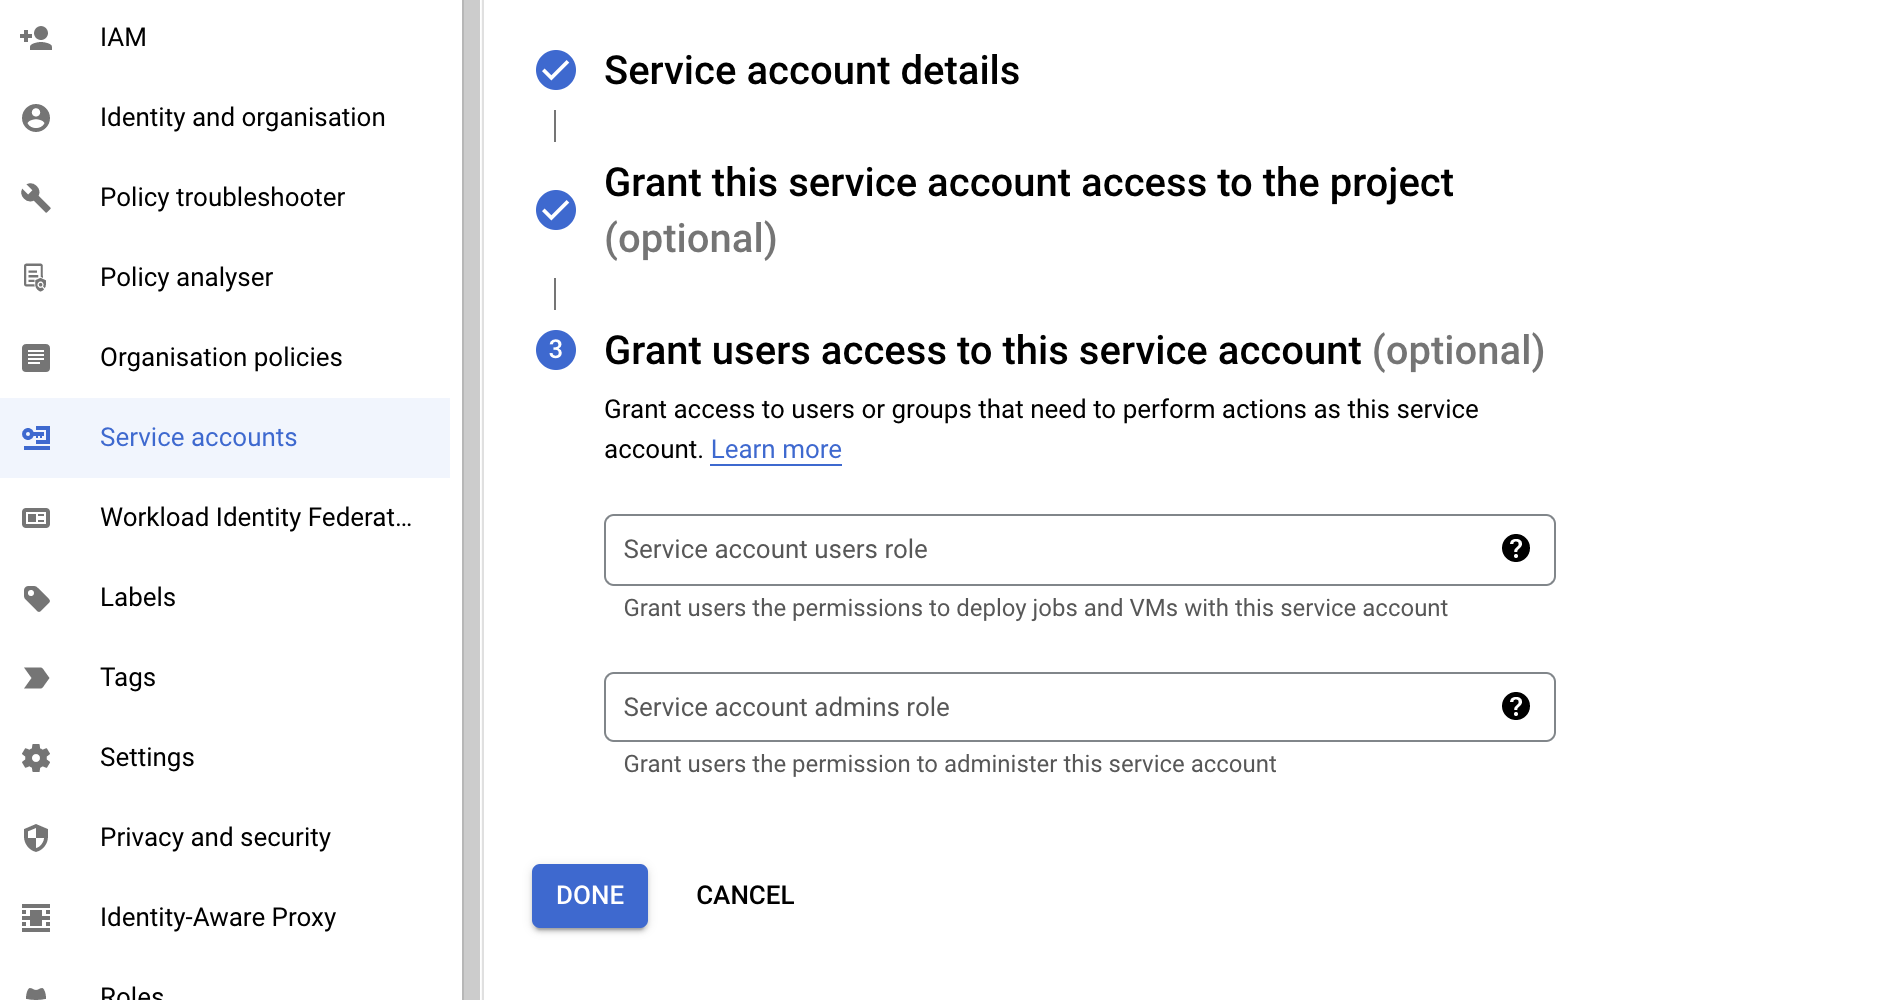 IAM
Identity and organisation
Policy troubleshooter
Policy analyser
Organisation policies
Service accounts
Workload Identity Federat...
Labels
Tags
Settings
Privacy and security
Identity-Aware Proxy
Roles
Service account details
Grant this service account access to the project
(optional)
3 Grant users access to this service account (optional)
Grant access to users or groups that need to perform actions as this service
account. Learn more
Service account users role
Grant users the permissions to deploy jobs and VMs with this service account
Service account admins role
Grant users the permission to administer this service account
DONE CANCEL